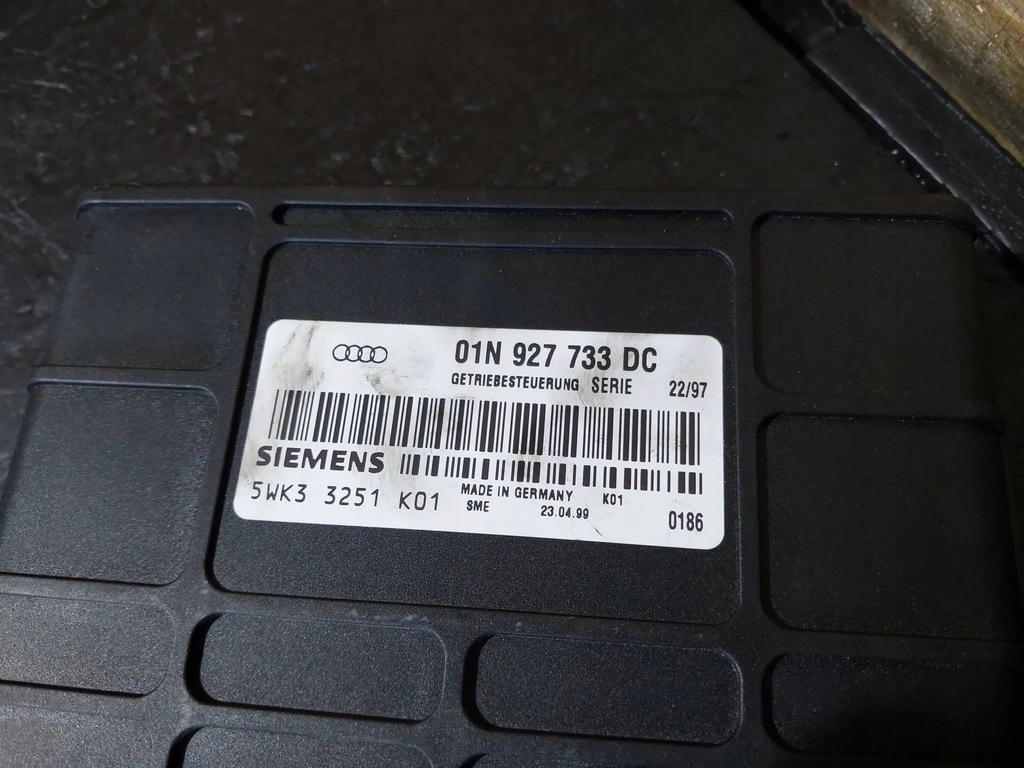 01N 927 733 DC
GETRIEBESTEUERUNG SERIE 22/97
SIEMENS
5WK3 3251 K01
MADE IN GERMANY K01
SME 23.04.99
0186